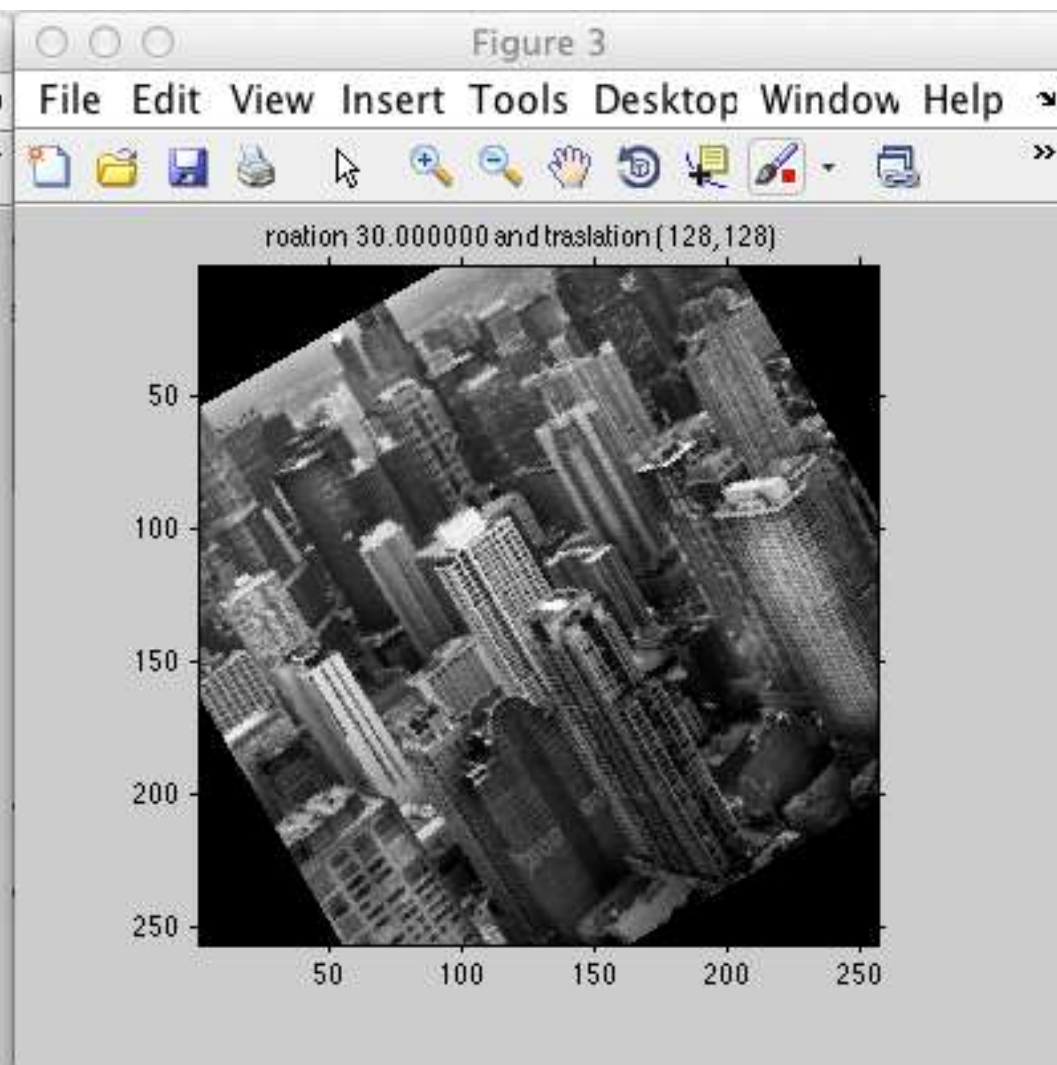 Figure 3
File Edit View Insert Tools Desktop Window Help
roation 30.000000 and traslation (128,128)
50
100
150
200
250
50 100 150 200 250